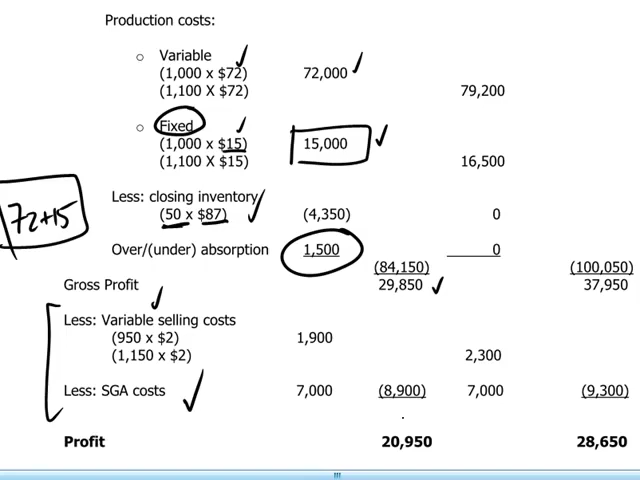 Production costs:
o Variable
(1,000 x $72) 72,000
(1,100 X $72) 79,200
o Fixed
(1,000 x $15) 15,000
(1,100 X $15) 16,500
Less: closing inventory
(50 x $87) (4,350) 0
72+15
Over/(under) absorption 1,500 0
(84,150) (100,050)
Gross Profit 29,850 37,950
Less: Variable selling costs
(950 x $2) 1,900
(1,150 x $2) 2,300
Less: SGA costs 7,000 (8,900) 7,000 (9,300)
Profit 20,950 28,650